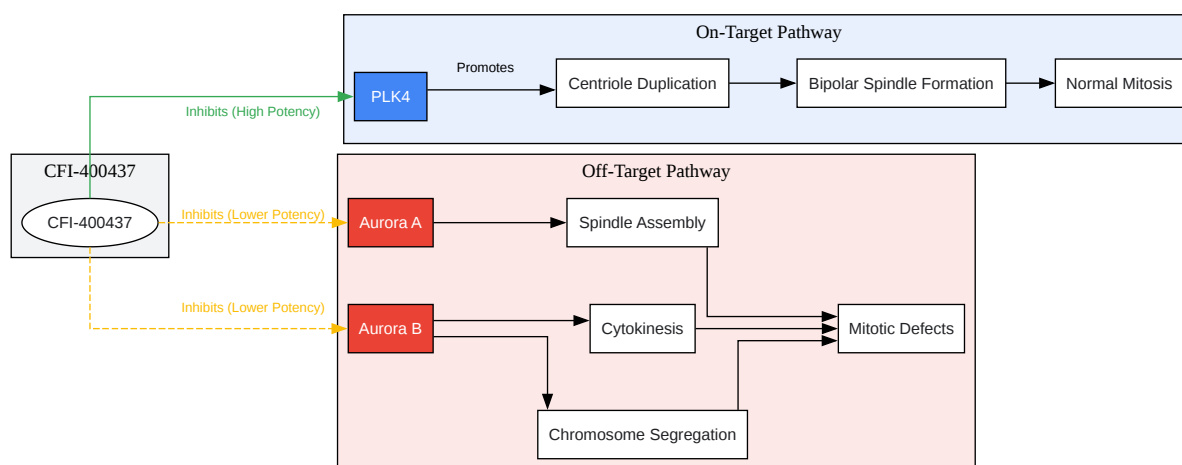 On-Target Pathway
Promotes
PLK4
Centriole Duplication
Bipolar Spindle Formation
Normal Mitosis
Inhibits (High Potency)
CFI-400437
CFI-400437
Off-Target Pathway
Inhibits (Lower Potency)
Aurora A
Spindle Assembly
Inhibits (Lower Potency)
Aurora B
Cytokinesis
Mitotic Defects
Chromosome Segregation